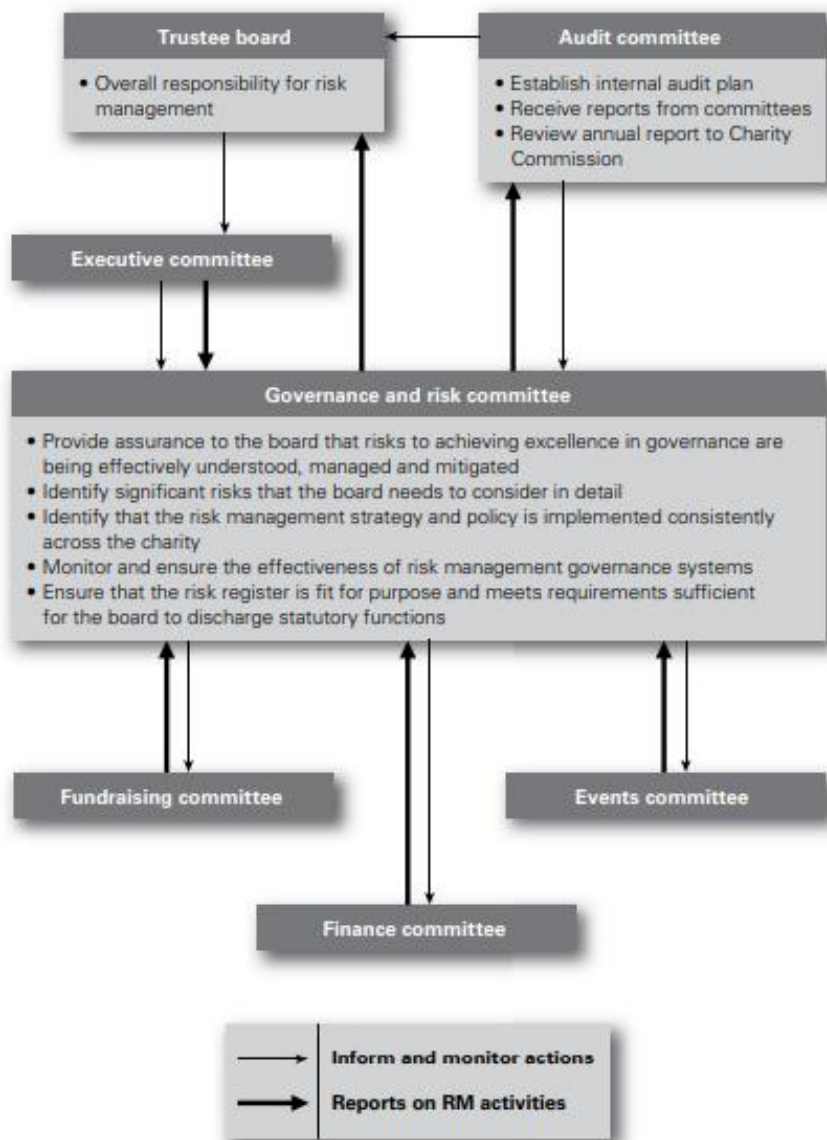 Trustee board
• Overall responsibility for risk
management
Audit committee
• Establish internal audit plan
• Receive reports from committees
• Review annual report to Charity
Commission
Executive committee
Governance and risk committee
• Provide assurance to the board that risks to achieving excellence in governance are
being effectively understood, managed and mitigated
• Identify significant risks that the board needs to consider in detail
• Identify that the risk management strategy and policy is implemented consistently
across the charity
• Monitor and ensure the effectiveness of risk management governance systems
• Ensure that the risk register is fit for purpose and meets requirements sufficient
for the board to discharge statutory functions
Fundraising committee
Events committee
Finance committee
Inform and monitor actions
Reports on RM activities